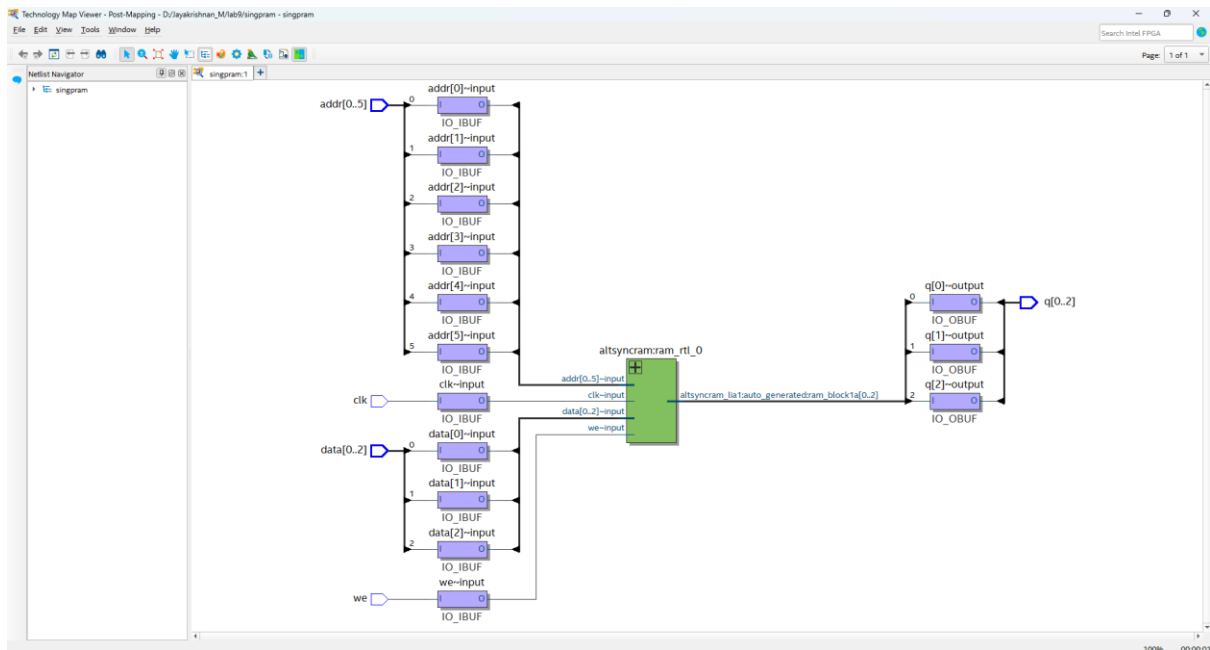 Technology Map Viewer - Post-Mapping - D:/Jayakrishnan_M/lab9/singpram - singpram
File Edit View Tools Window Help
Search Intel FPGA
Page: 1 of 1
Netlist Navigator
singpram
singpram:1
addr[0..5]
addr[0]~input
0
I O
IO_IBUF
addr[1]~input
1
I O
IO_IBUF
addr[2]~input
2
I O
IO_IBUF
addr[3]~input
3
I O
IO_IBUF
addr[4]~input
4
I O
IO_IBUF
addr[5]~input
5
I O
IO_IBUF
clk
clk~input
I O
IO_IBUF
data[0..2]
data[0]~input
0
I O
IO_IBUF
data[1]~input
1
I O
IO_IBUF
data[2]~input
2
I O
IO_IBUF
we
we~input
I O
IO_IBUF
altsyncram:ram_rtl_0
addr[0..5]~input
clk~input
data[0..2]~input
we~input
altsyncram_lia1:auto_generated:ram_block1a[0..2]
q[0]~output
0
I O
IO_OBUF
q[1]~output
1
I O
IO_OBUF
q[2]~output
2
I O
IO_OBUF
q[0..2]
100% 00:00:01